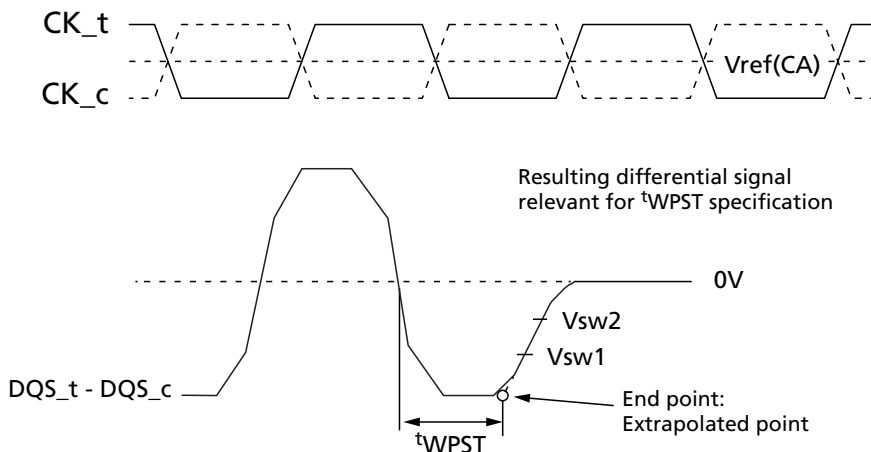 CK_t
Vref(CA)
CK_c
Resulting differential signal
relevant for tWPST specification
0V
Vsw2
Vsw1
DQS_t - DQS_c
End point:
Extrapolated point
tWPST